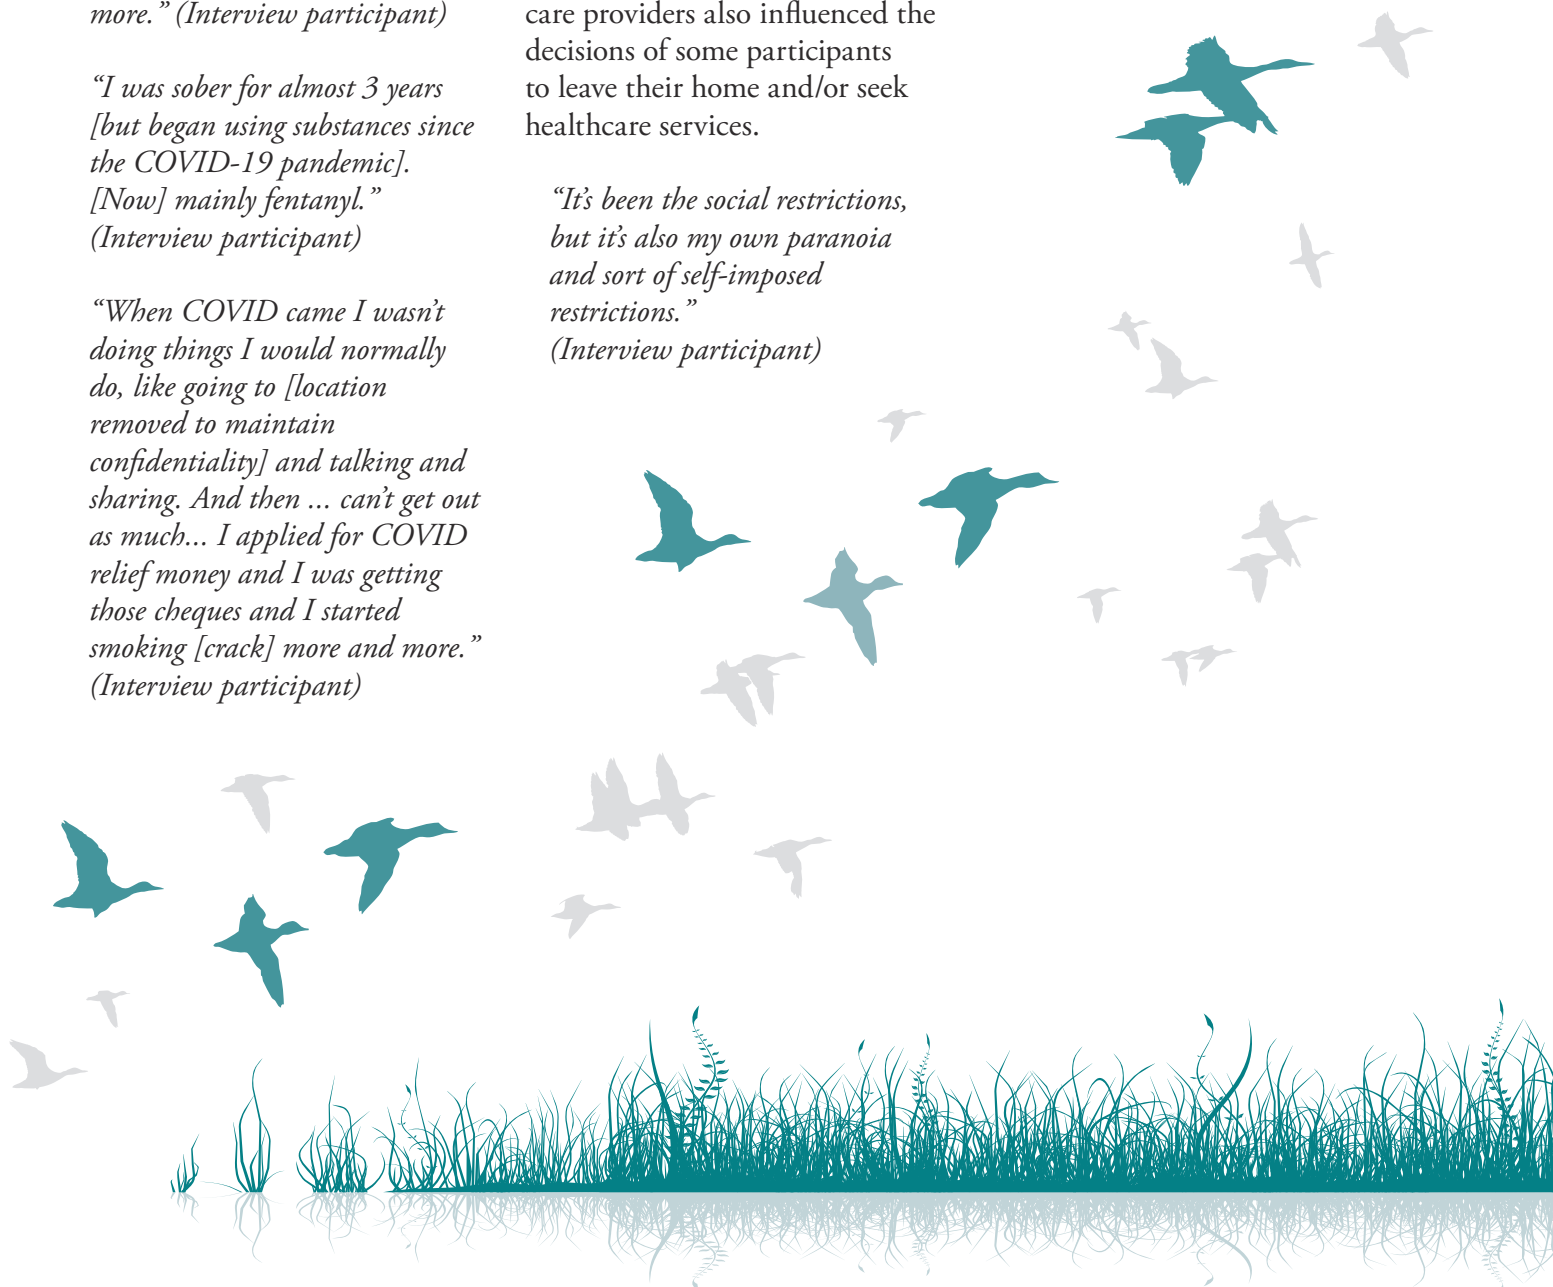 more.” (Interview participant)
“I was sober for almost 3 years
[but began using substances since
the COVID-19 pandemic].
[Now] mainly fentanyl.”
(Interview participant)
“When COVID came I wasn’t
doing things I would normally
do, like going to [location
removed to maintain
confidentiality] and talking and
sharing. And then ... can’t get out
as much... I applied for COVID
relief money and I was getting
those cheques and I started
smoking [crack] more and more.”
(Interview participant)
care providers also influenced the
decisions of some participants
to leave their home and/or seek
healthcare services.
“It’s been the social restrictions,
but it’s also my own paranoia
and sort of self-imposed
restrictions.”
(Interview participant)